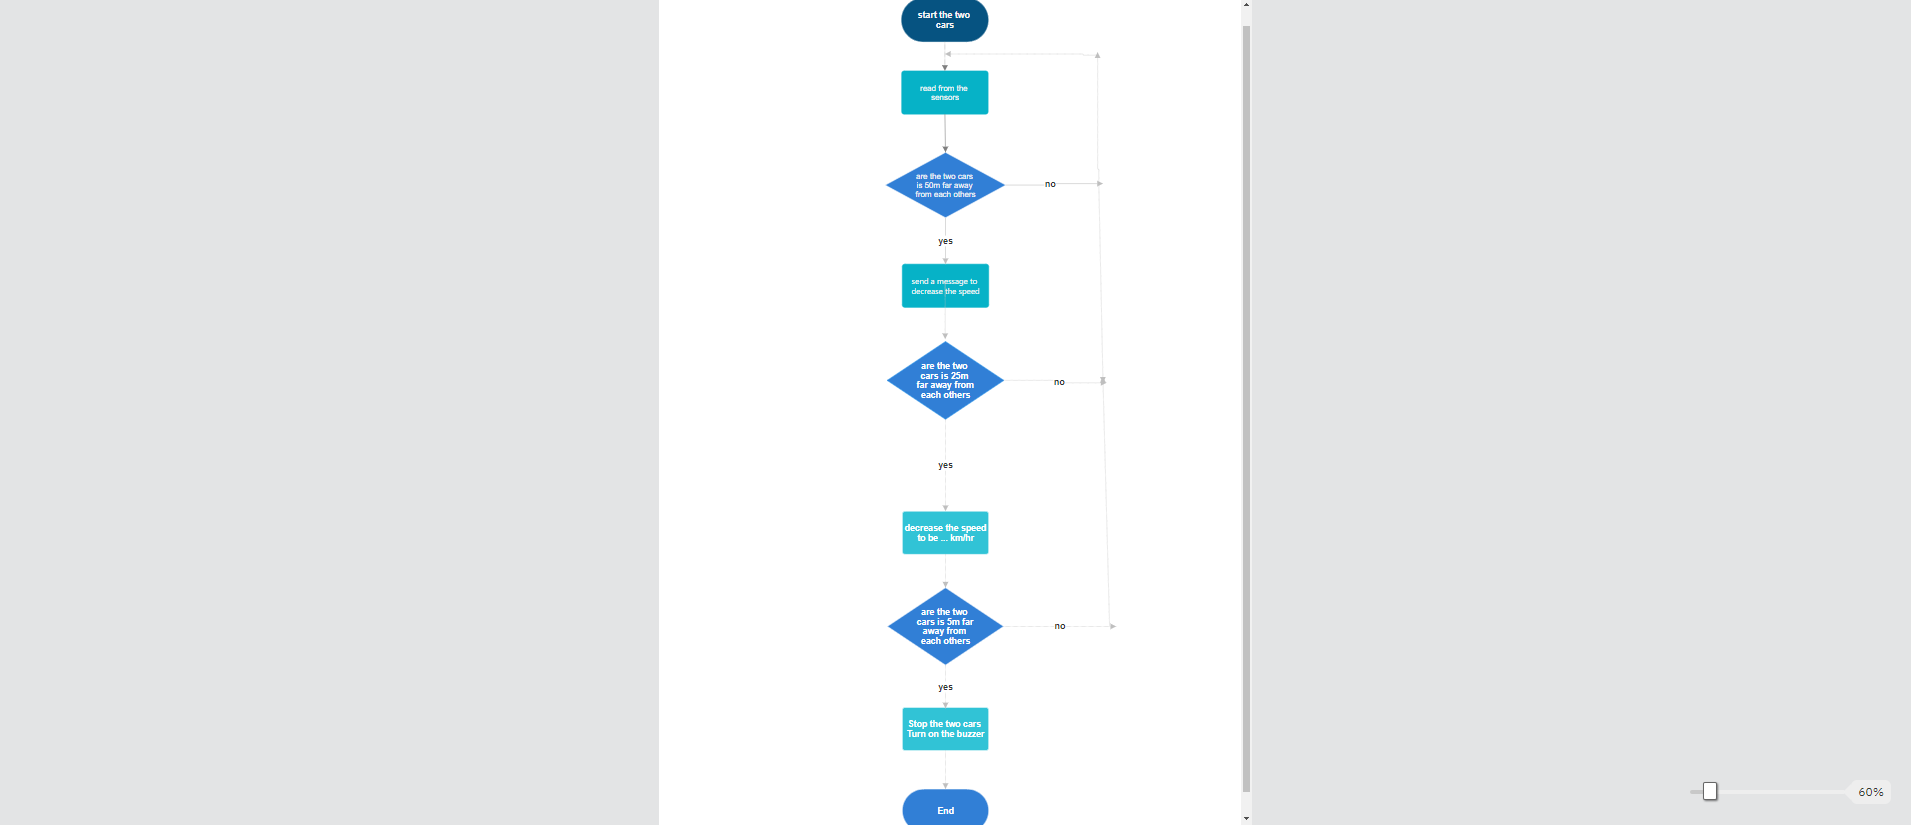 start the two
cars
read from the
sensors
are the two cars
is 50m far away
from each others
no
yes
send a message to
decrease the speed
are the two
cars is 25m
far away from
each others
no
yes
decrease the speed
to be ... km/hr
are the two
cars is 5m far
away from
each others
no
yes
Stop the two cars
Turn on the buzzer
End
60%